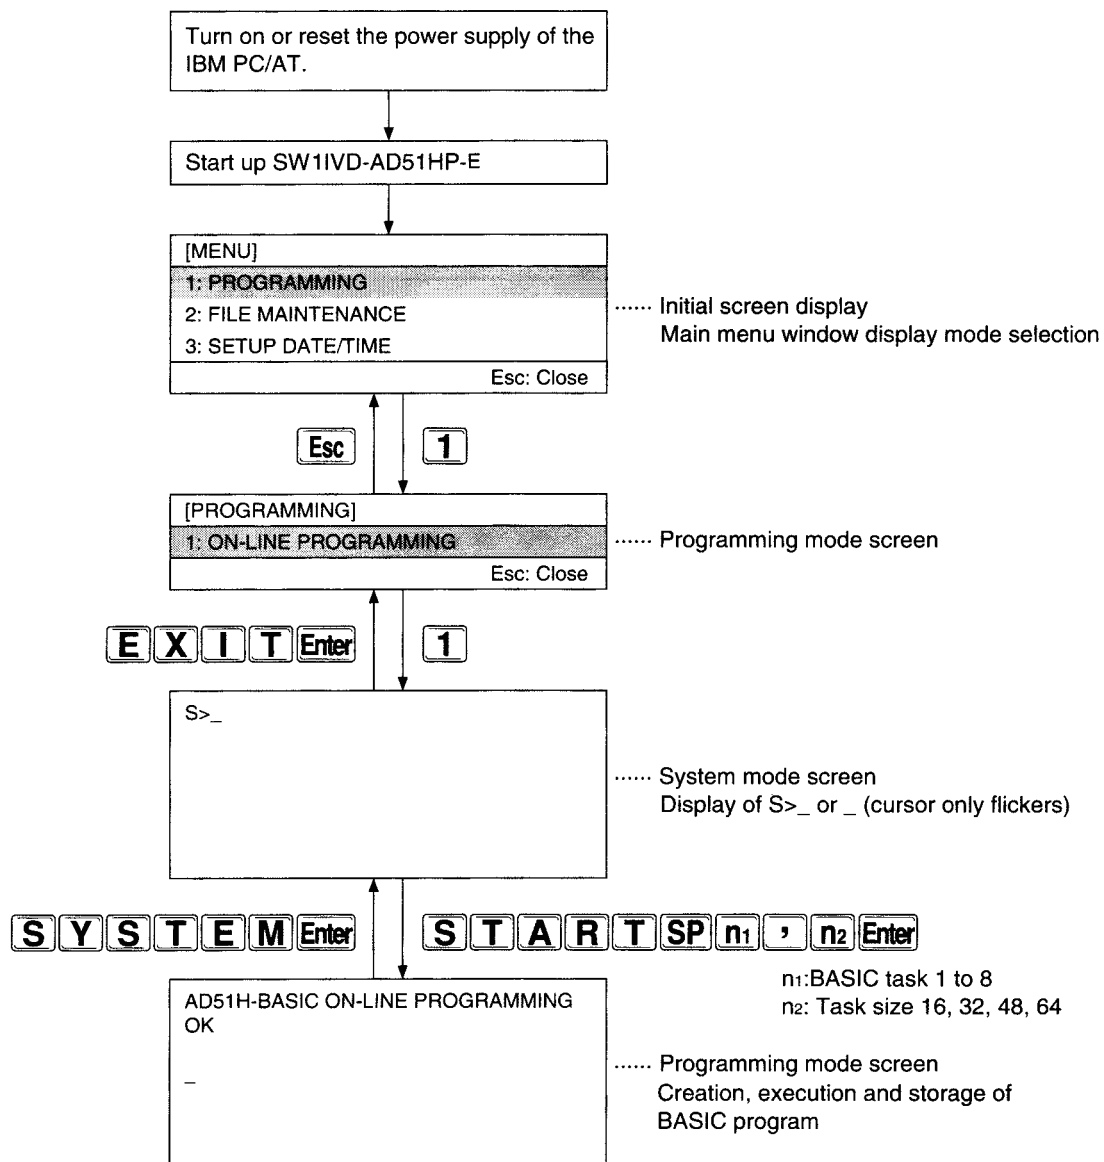 Turn on or reset the power supply of the
IBM PC/AT.
Start up SW1IVD-AD51HP-E
[MENU]
1: PROGRAMMING
2: FILE MAINTENANCE
3: SETUP DATE/TIME
Esc: Close
...... Initial screen display
Main menu window display mode selection
Esc
1
[PROGRAMMING]
1: ON-LINE PROGRAMMING
Esc: Close
...... Programming mode screen
E X I T Enter
1
S>_
...... System mode screen
Display of S>_ or _ (cursor only flickers)
S Y S T E M Enter
S T A R T SP n1 , n2 Enter
n1:BASIC task 1 to 8
n2: Task size 16, 32, 48, 64
AD51H-BASIC ON-LINE PROGRAMMING
OK
_
...... Programming mode screen
Creation, execution and storage of
BASIC program